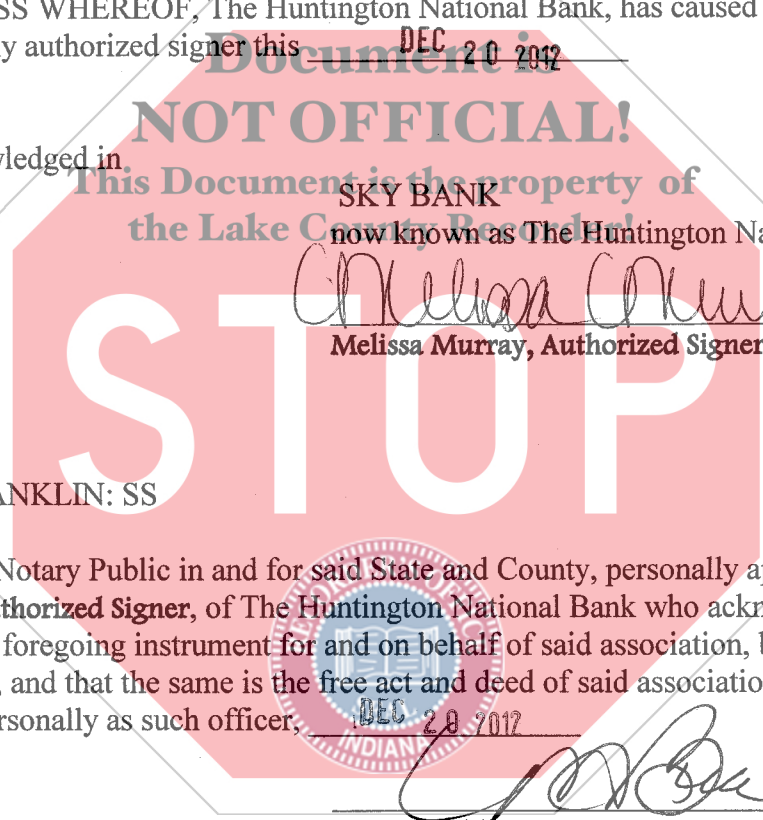 SS WHEREOF, The Huntington National Bank, has caused
y authorized signer this DEC 20 2012
Document is
NOT OFFICIAL!
wledged in
This Document is the property of
SKY BANK
the Lake County Recorder!
now known as The Huntington Na
Melissa Murray
Melissa Murray, Authorized Signer
STOP
ANKLIN: SS
Notary Public in and for said State and County, personally a
thorized Signer, of The Huntington National Bank who ackn
foregoing instrument for and on behalf of said association, b
, and that the same is the free act and deed of said associatio
rsonally as such officer, DEC 20 2012
INDIANA